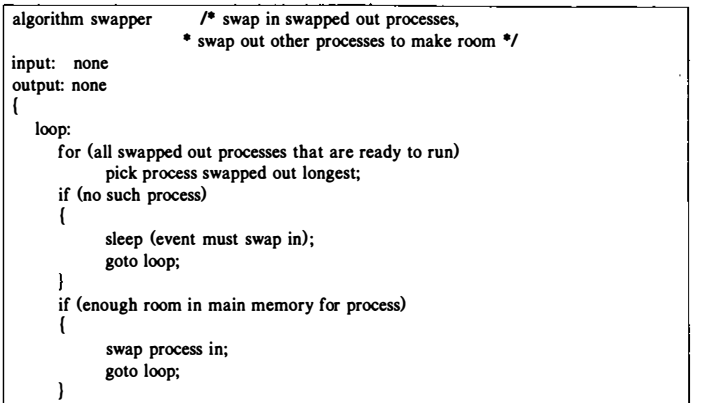 algorithm swapper /* swap in swapped out processes,
* swap out other processes to make room */
input: none
output: none
{
loop:
for (all swapped out processes that are ready to run)
pick process swapped out longest;
if (no such process)
{
sleep (event must swap in);
goto loop;
}
if (enough room in main memory for process)
{
swap process in;
goto loop;
}